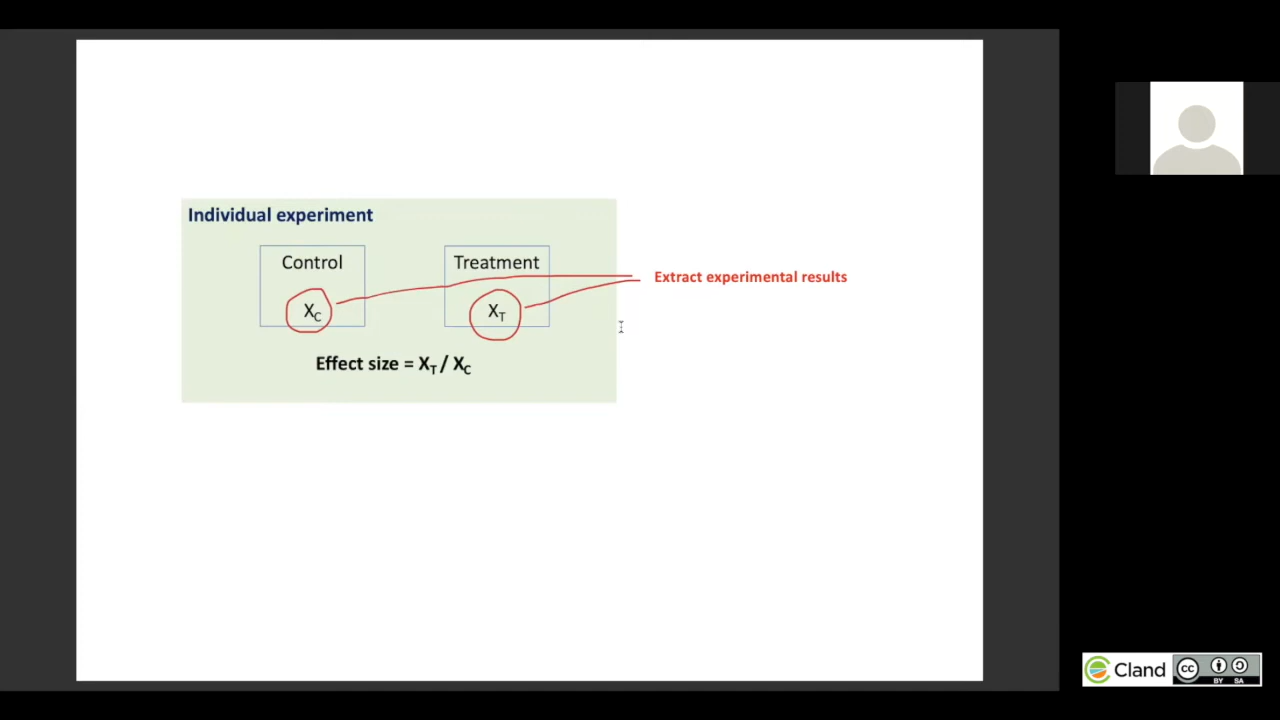 Individual experiment
Control
Treatment
X_C
X_T
Extract experimental results
Effect size = X_T / X_C
Cland
cc
BY SA